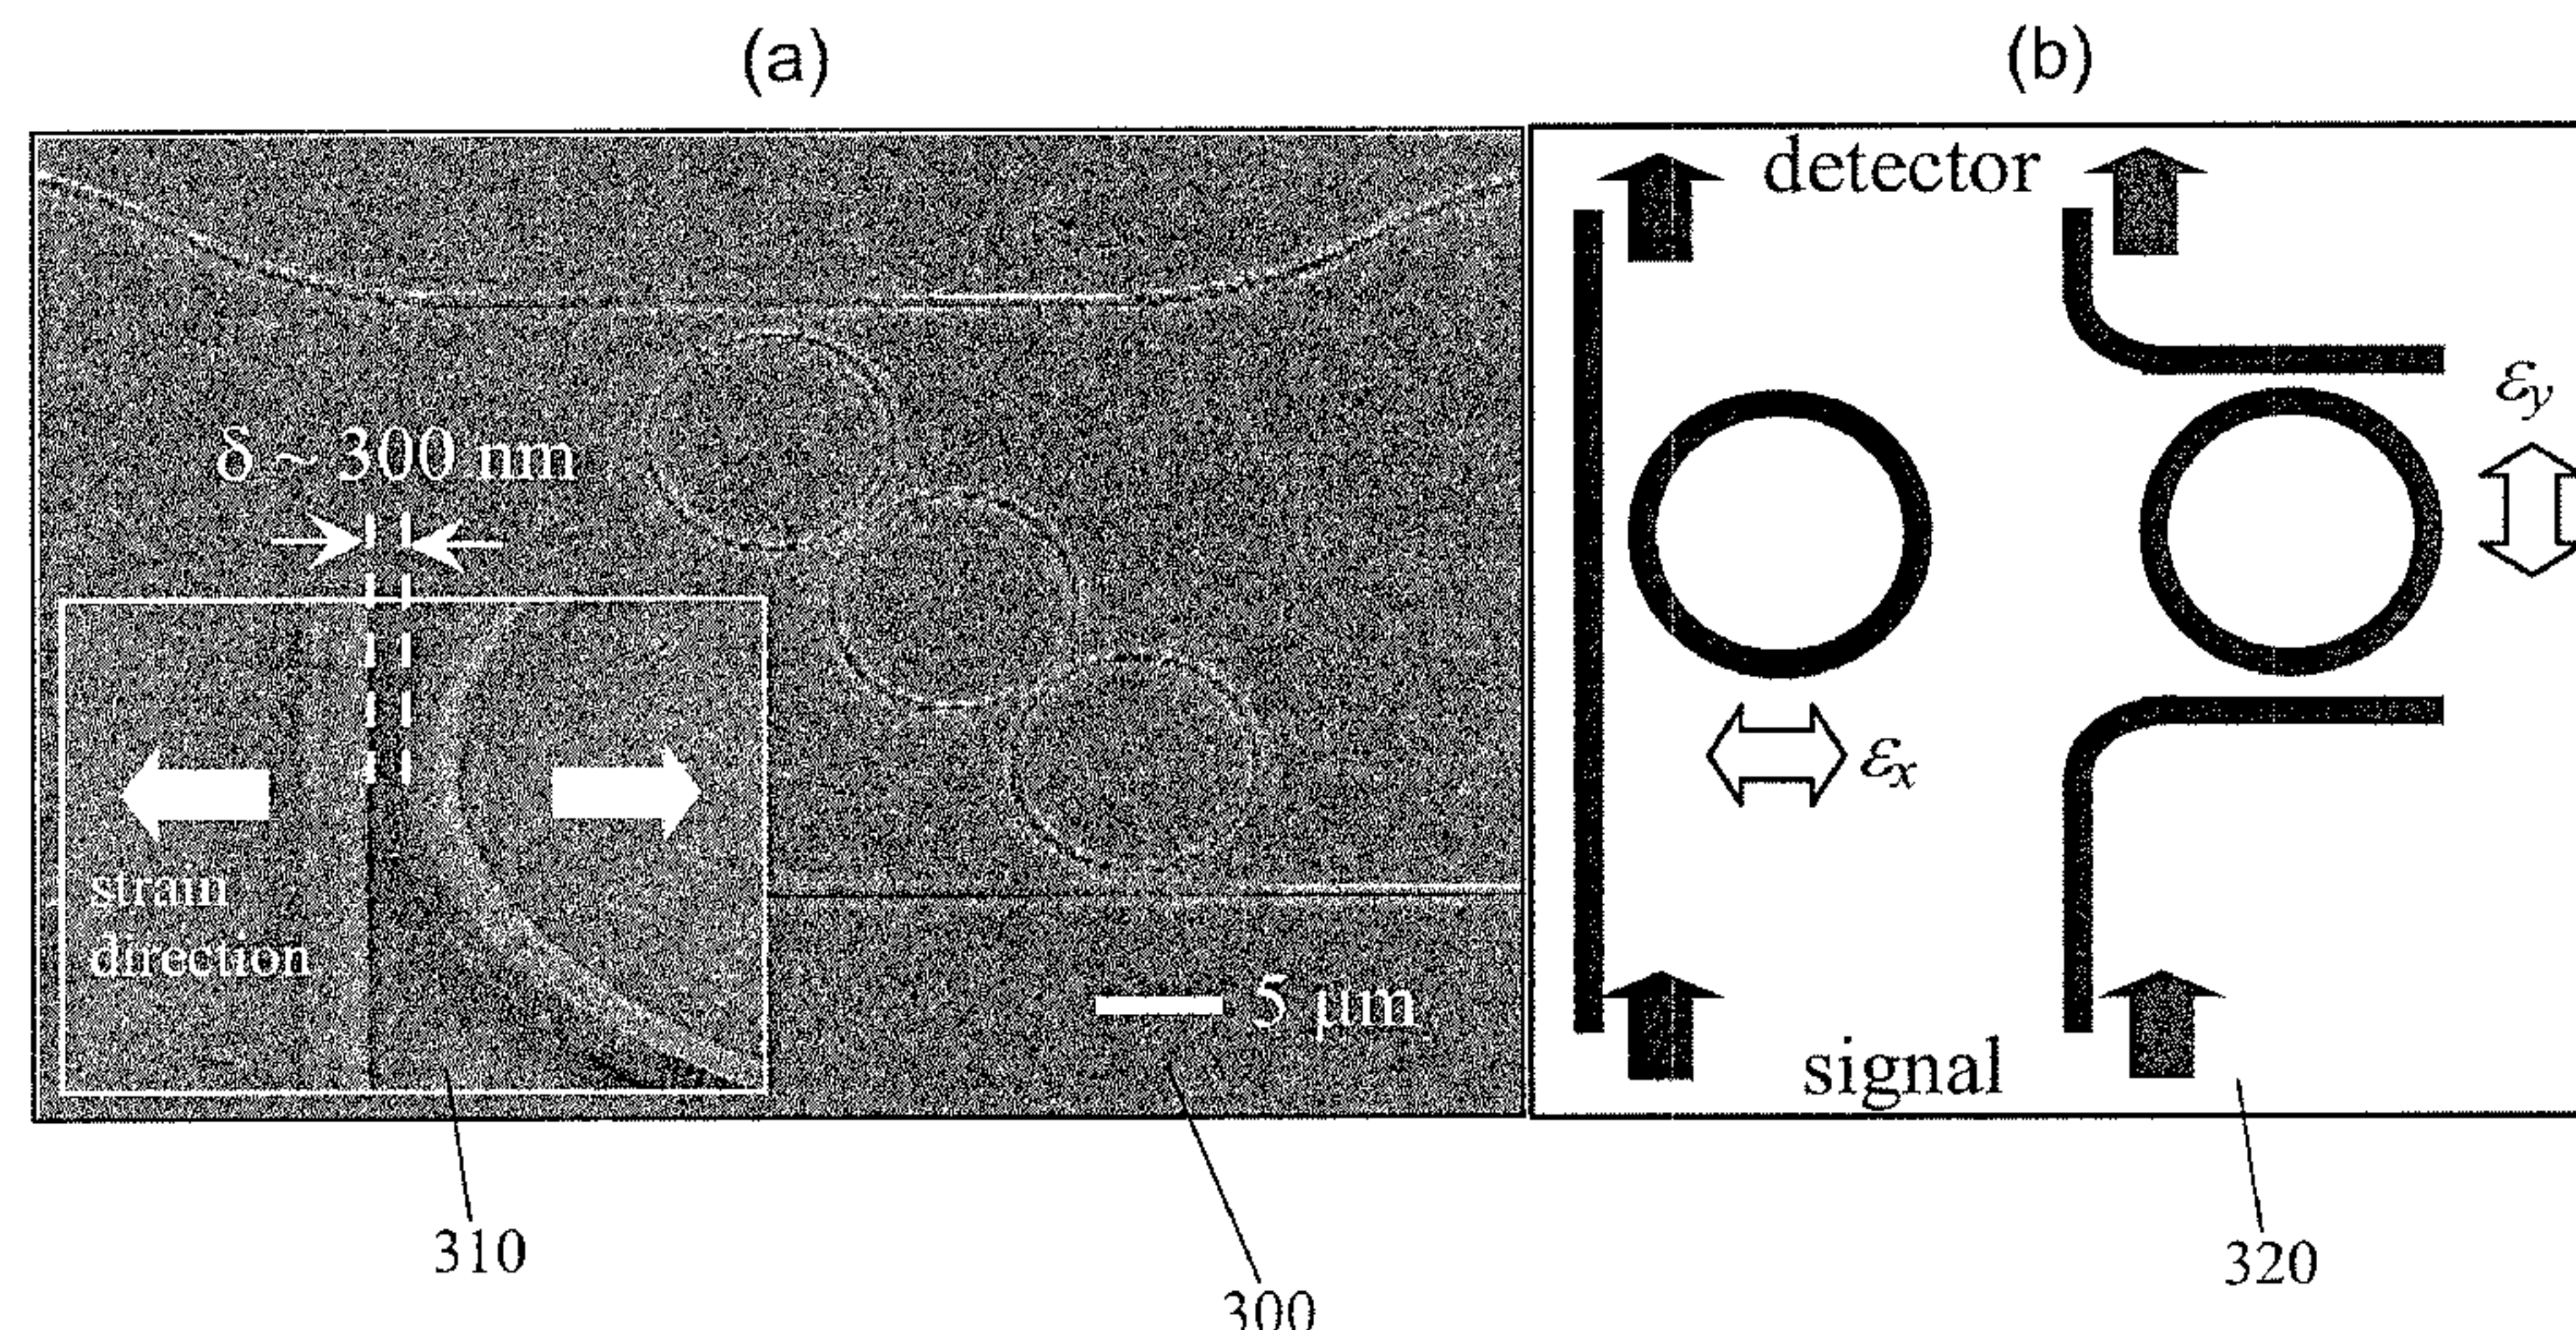 (a)
(b)
detector
δ ~ 300 nm
εy
εx
strain
direction
5 μm
signal
310
300
320